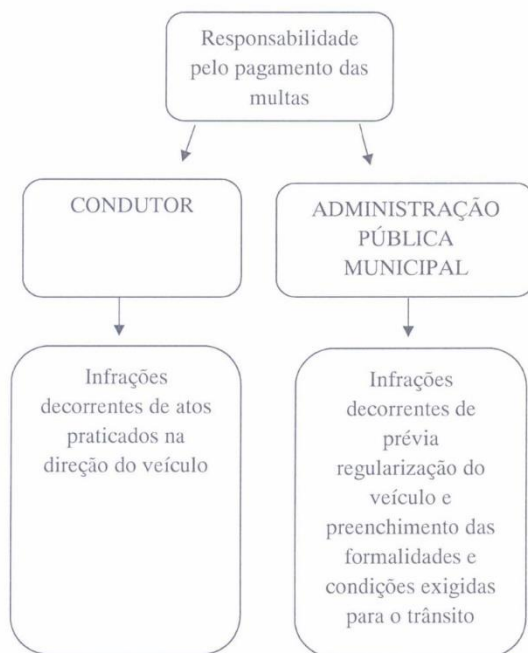 Responsabilidade
pelo pagamento das
multas
CONDUTOR
ADMINISTRAÇÃO
PÚBLICA
MUNICIPAL
Infrações
decorrentes de atos
praticados na
direção do veículo
Infrações
decorrentes de
prévia
regularização do
veículo e
preenchimento das
formalidades e
condições exigidas
para o trânsito